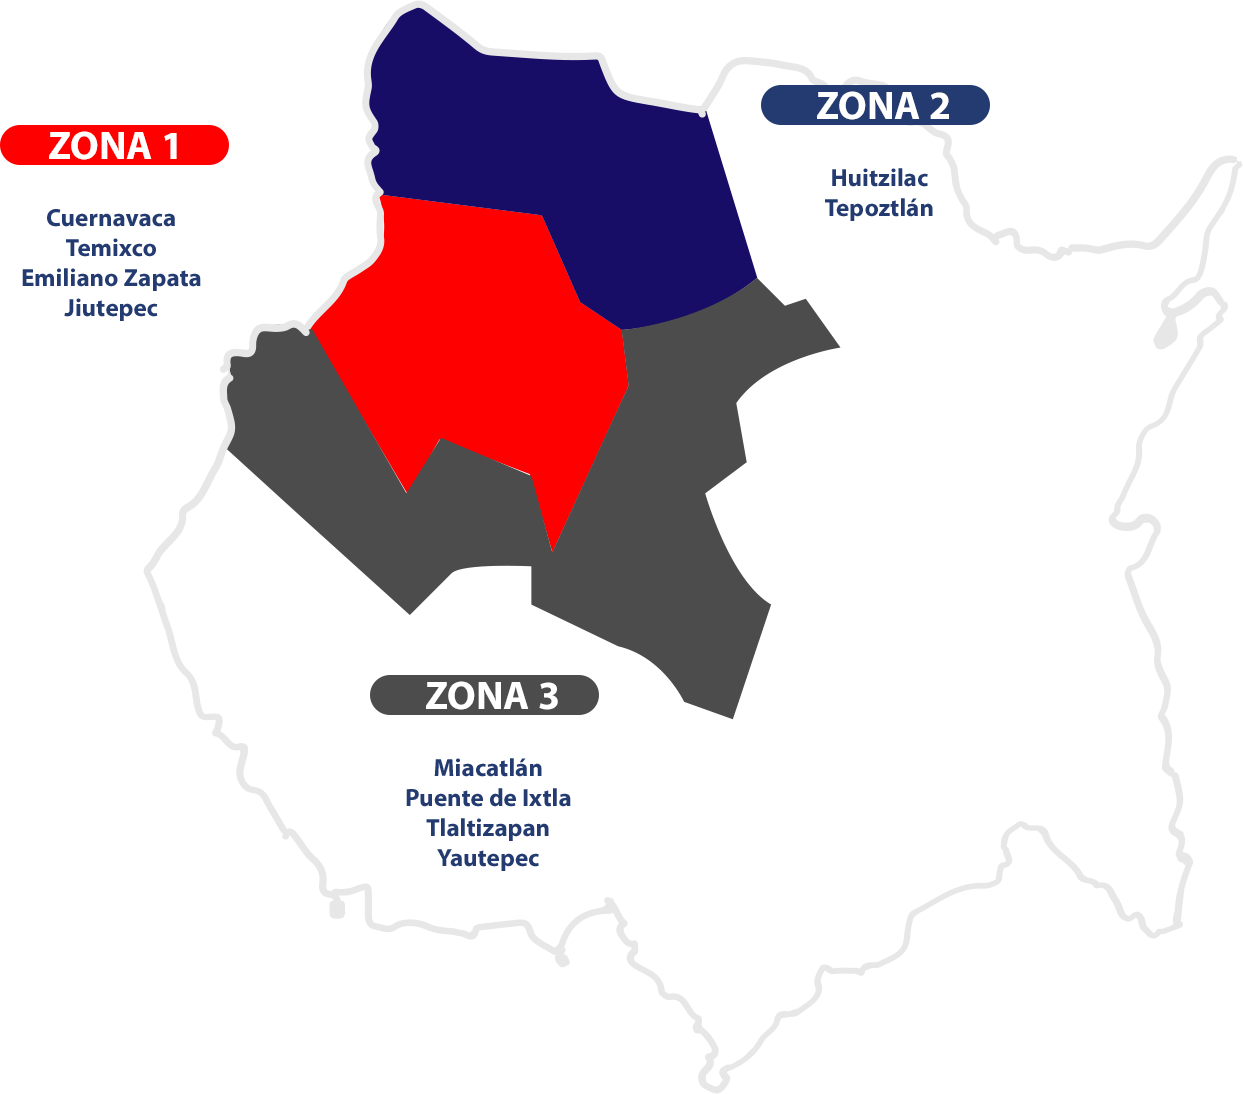 ZONA 1
Cuernavaca
Temixco
Emiliano Zapata
Jiutepec
ZONA 2
Huitzilac
Tepoztlán
ZONA 3
Miacatlán
Puente de Ixtla
Tlaltizapan
Yautepec